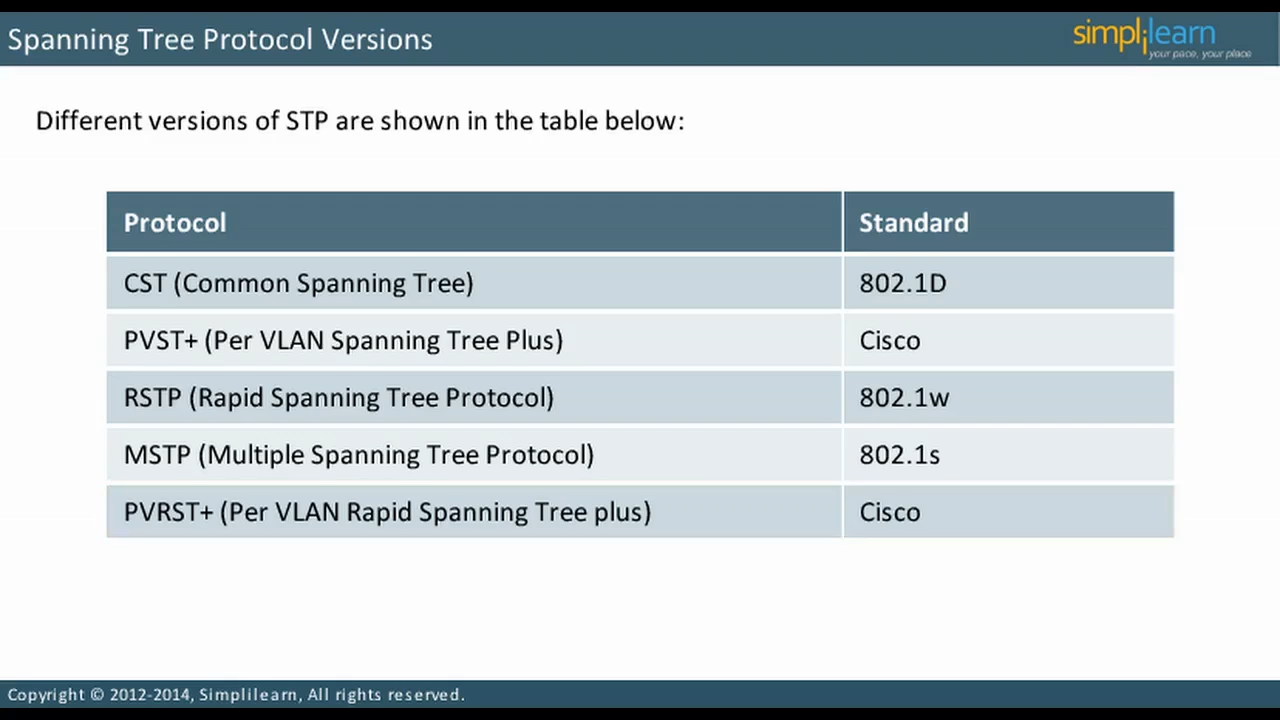 Spanning Tree Protocol Versions
simplilearn
your pace, your place
Different versions of STP are shown in the table below:
Protocol Standard
CST (Common Spanning Tree) 802.1D
PVST+ (Per VLAN Spanning Tree Plus) Cisco
RSTP (Rapid Spanning Tree Protocol) 802.1w
MSTP (Multiple Spanning Tree Protocol) 802.1s
PVRST+ (Per VLAN Rapid Spanning Tree plus) Cisco
Copyright © 2012-2014, Simplilearn, All rights reserved.